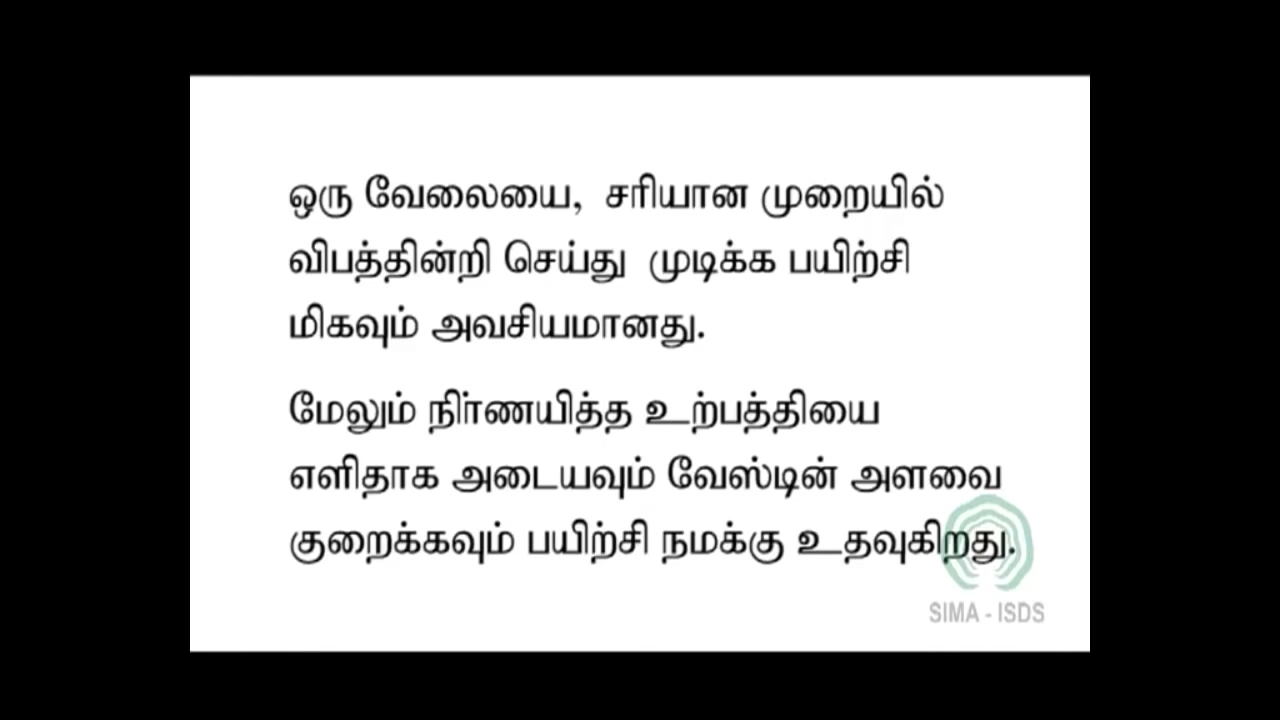 ஒரு வேலையை, சரியான முறையில்
விபத்தின்றி செய்து முடிக்க பயிற்சி
மிகவும் அவசியமானது.
மேலும் நிர்ணயித்த உற்பத்தியை
எளிதாக அடையவும் வேஸ்டின் அளவை
குறைக்கவும் பயிற்சி நமக்கு உதவுகிறது.
SIMA - ISDS